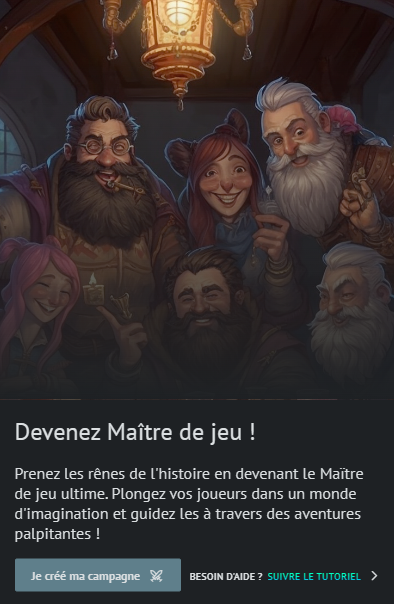 Devenez Maître de jeu !
Prenez les rênes de l'histoire en devenant le Maïtre
de jeu ultime. Plongez vos joueurs dans un monde
d'imagination et guidez les à travers des aventures
palpitantes !
Je créé ma campagne
BESOIN D'AIDE ? SUIVRE LE TUTORIEL